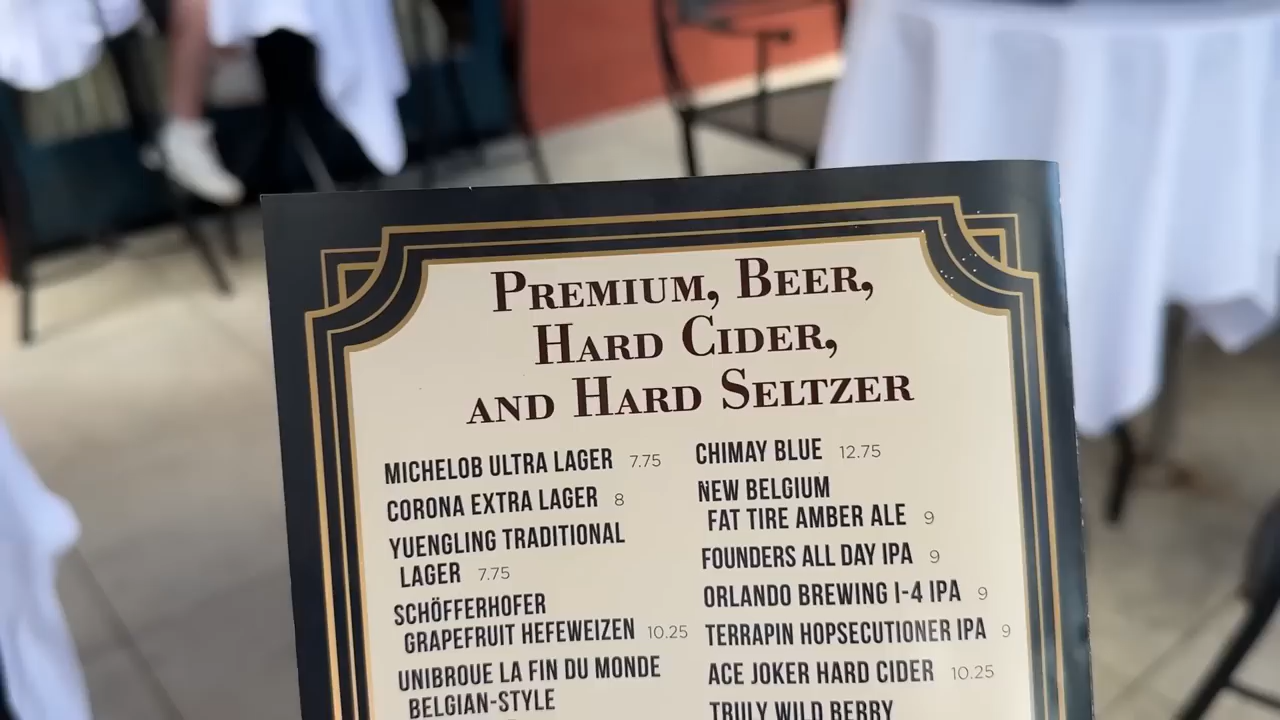 PREMIUM, BEER,
HARD CIDER,
AND HARD SELTZER
MICHELOB ULTRA LAGER 7.75
CORONA EXTRA LAGER 8
YUENGLING TRADITIONAL
LAGER 7.75
SCHÖFFERHOFER
GRAPEFRUIT HEFEWEIZEN 10.25
UNIBROUE LA FIN DU MONDE
BELGIAN-STYLE
CHIMAY BLUE 12.75
NEW BELGIUM
FAT TIRE AMBER ALE 9
FOUNDERS ALL DAY IPA 9
ORLANDO BREWING I-4 IPA 9
TERRAPIN HOPSECUTIONER IPA 9
ACE JOKER HARD CIDER 10.25
TRULY WILD BERRY